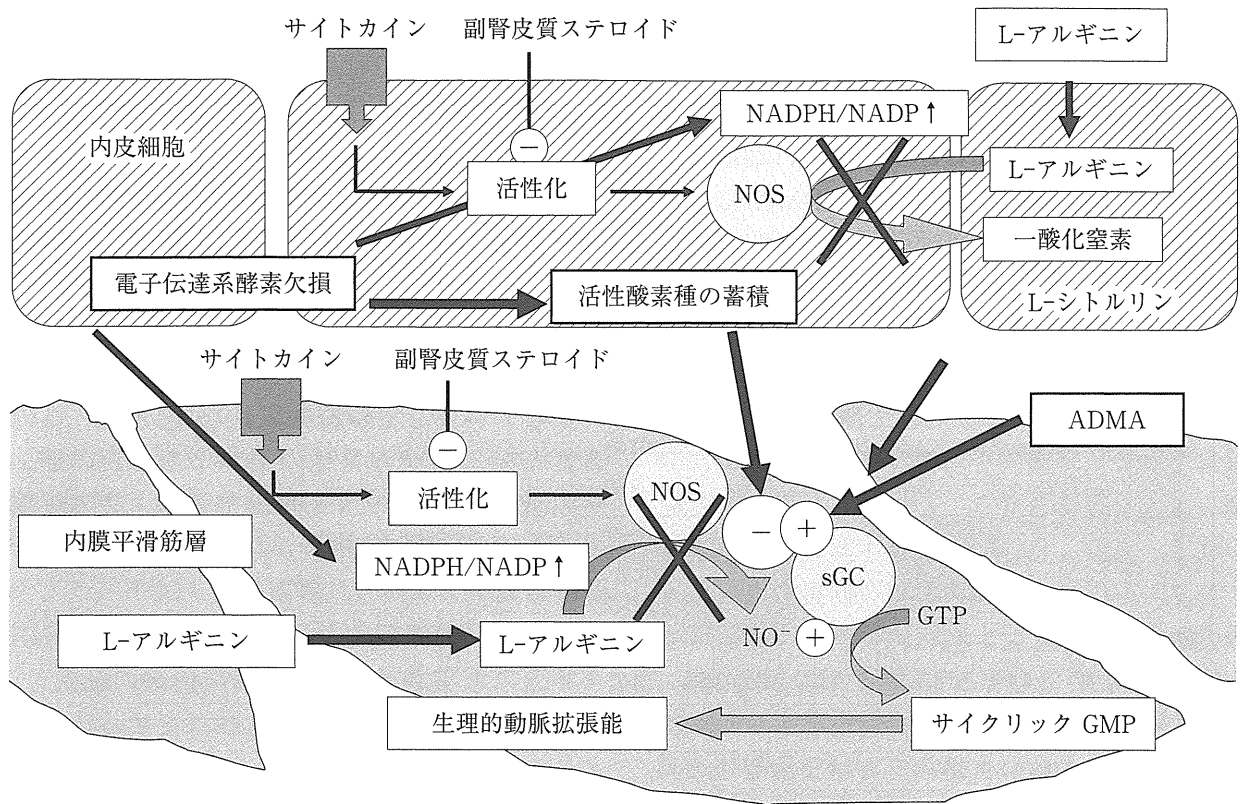 サイトカイン
副腎皮質ステロイド
L-アルギニン
内皮細胞
NADPH/NADP↑
−
活性化
NOS
L-アルギニン
一酸化窒素
電子伝達系酵素欠損
活性酸素種の蓄積
L-シトルリン
サイトカイン
副腎皮質ステロイド
ADMA
−
活性化
NOS
−
+
内膜平滑筋層
NADPH/NADP↑
sGC
L-アルギニン
L-アルギニン
NO⁻
+
GTP
生理的動脈拡張能
サイクリック GMP